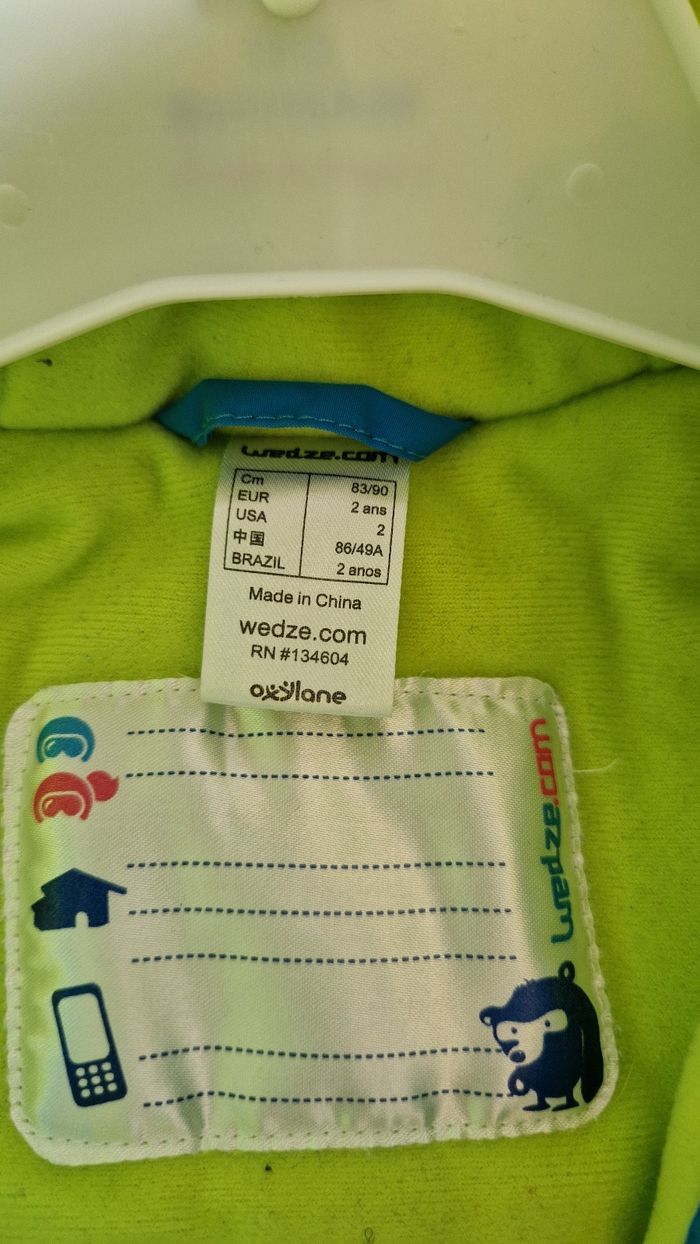 wedze.com
Cm 83/90
EUR 2 ans
USA 2
中国 86/49A
BRAZIL 2 anos
Made in China
wedze.com
RN #134604
oxylane
wedze.com